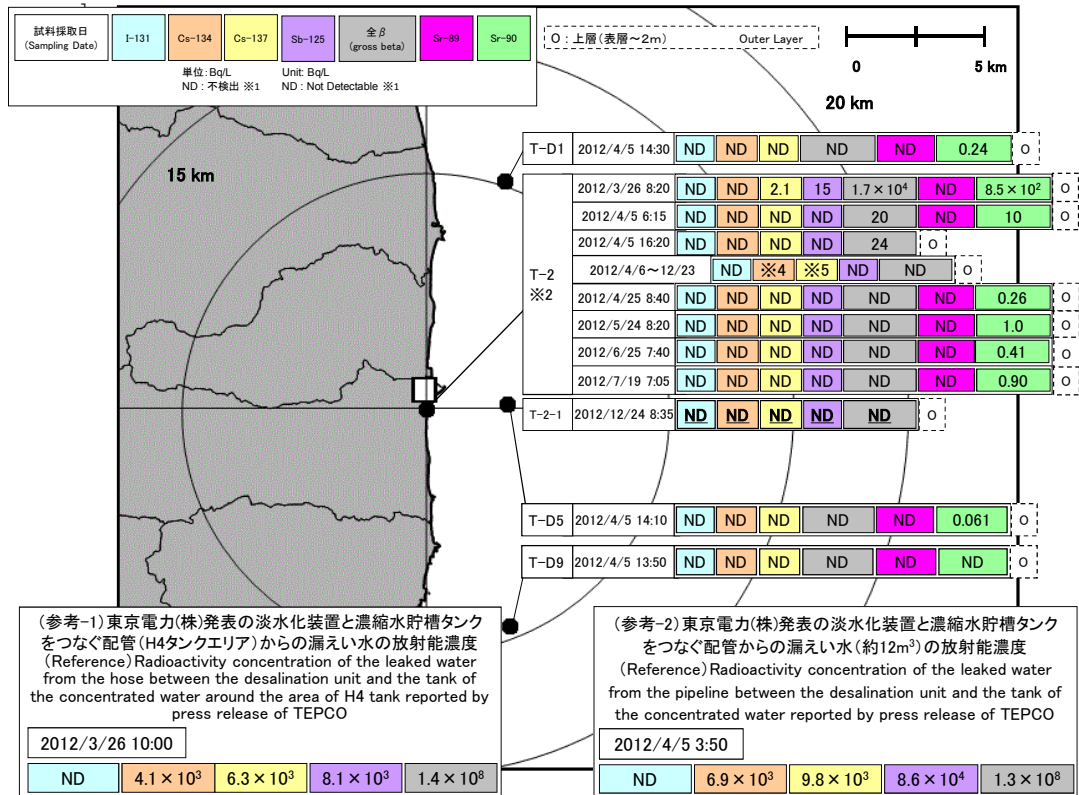 試料採取日
(Sampling Date)
I-131
Cs-134
Cs-137
Sb-125
全β
(gross beta)
Sr-89
Sr-90
単位:Bq/L Unit: Bq/L
ND : 不検出 ※1 ND : Not Detectable ※1
O : 上層(表層～2m) Outer Layer
0 5 km
20 km
15 km
T-D1 2012/4/5 14:30 ND ND ND ND ND 0.24 O
T-2
※2
2012/3/26 8:20 ND ND 2.1 15 1.7 × 10⁴ ND 8.5 × 10² O
2012/4/5 6:15 ND ND ND ND 20 ND 10 O
2012/4/5 16:20 ND ND ND ND 24 O
2012/4/6～12/23 ND ※4 ※5 ND ND O
2012/4/25 8:40 ND ND ND ND ND ND 0.26 O
2012/5/24 8:20 ND ND ND ND ND ND 1.0 O
2012/6/25 7:40 ND ND ND ND ND ND 0.41 O
2012/7/19 7:05 ND ND ND ND ND ND 0.90 O
T-2-1 2012/12/24 8:35 ND ND ND ND ND O
T-D5 2012/4/5 14:10 ND ND ND ND ND 0.061 O
T-D9 2012/4/5 13:50 ND ND ND ND ND ND O
(参考-1)東京電力(株)発表の淡水化装置と濃縮水貯槽タンク
をつなぐ配管(H4タンクエリア)からの漏えい水の放射能濃度
(Reference)Radioactivity concentration of the leaked water
from the hose between the desalination unit and the tank of
the concentrated water around the area of H4 tank reported by
press release of TEPCO
2012/3/26 10:00
ND 4.1 × 10³ 6.3 × 10³ 8.1 × 10³ 1.4 × 10⁸
(参考-2)東京電力(株)発表の淡水化装置と濃縮水貯槽タンク
をつなぐ配管からの漏えい水(約12m³)の放射能濃度
(Reference)Radioactivity concentration of the leaked water
from the pipeline between the desalination unit and the tank of
the concentrated water reported by press release of TEPCO
2012/4/5 3:50
ND 6.9 × 10³ 9.8 × 10³ 8.6 × 10⁴ 1.3 × 10⁸